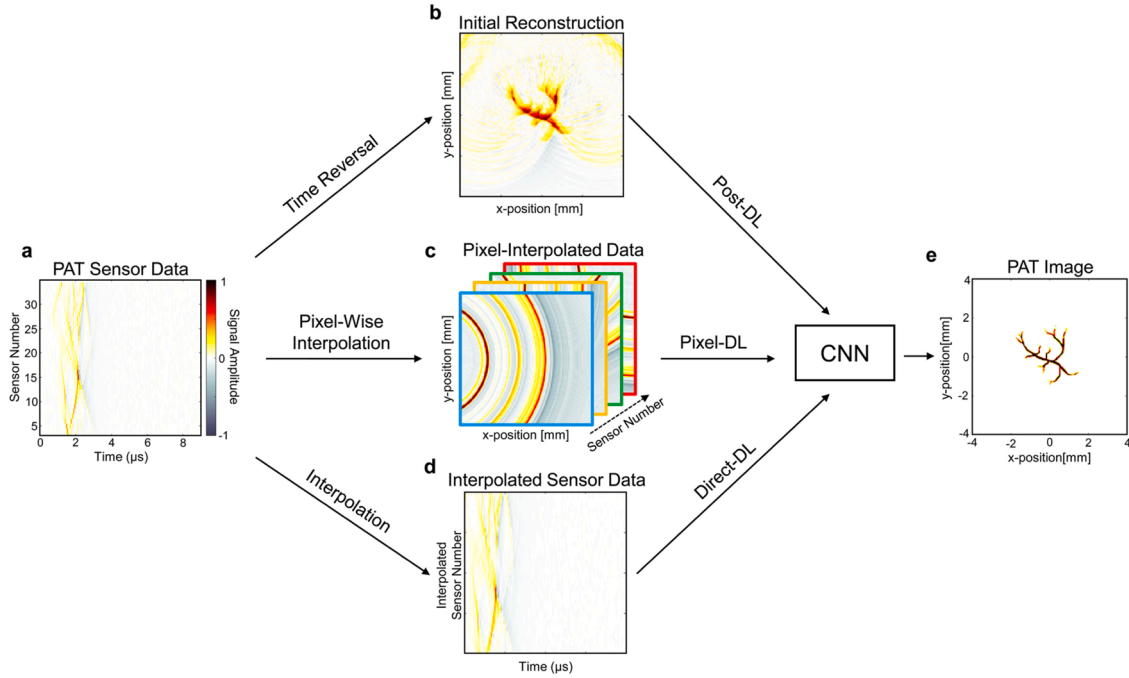 b
Initial Reconstruction
y-position [mm]
x-position [mm]
Time Reversal
Post-DL
a
PAT Sensor Data
Sensor Number
30
25
20
15
10
5
0
2
4
6
8
Time (μs)
1
0
-1
Signal Amplitude
Pixel-Wise
Interpolation
c
Pixel-Interpolated Data
y-position [mm]
x-position [mm]
Sensor Number
Pixel-DL
CNN
e
PAT Image
y-position[mm]
4
2
0
-2
-4
-4
-2
0
2
4
x-position[mm]
Interpolation
d
Interpolated Sensor Data
Interpolated
Sensor Number
Time (μs)
Direct-DL